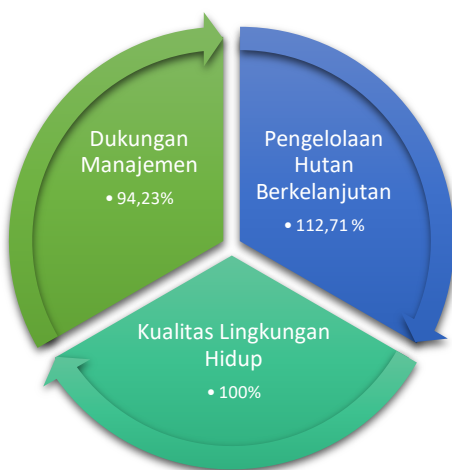 Dukungan
Manajemen
• 94,23%
Pengelolaan
Hutan
Berkelanjutan
• 112,71 %
Kualitas Lingkungan
Hidup
• 100%